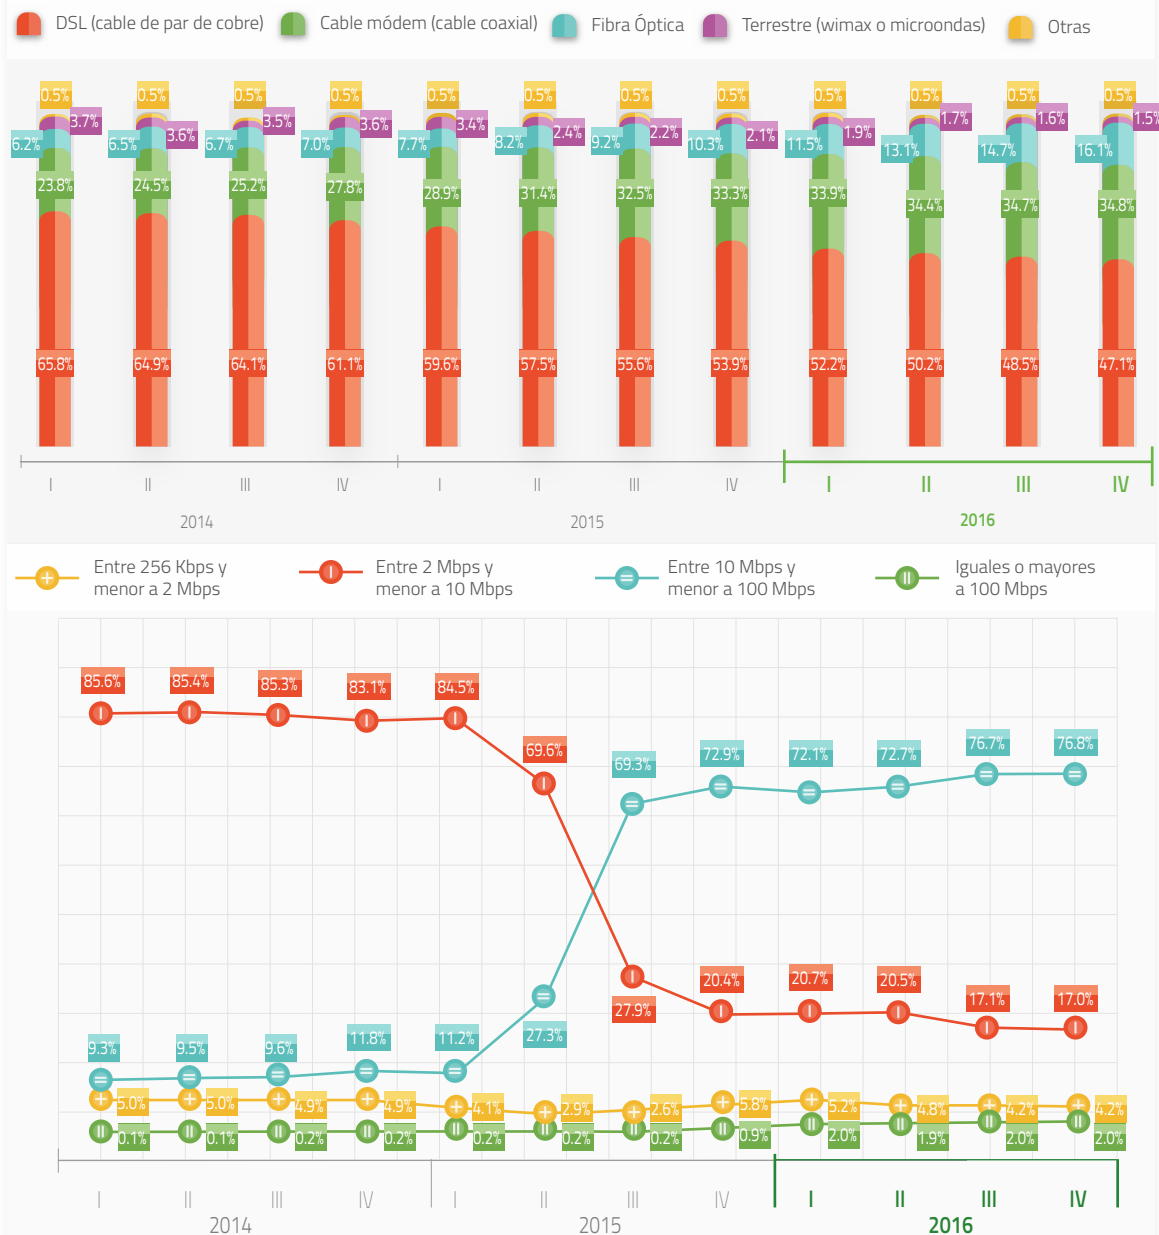 DSL (cable de par de cobre) Cable módem (cable coaxial) Fibra Óptica Terrestre (wimax o microondas) Otras
0.5% 0.5% 0.5% 0.5% 0.5% 0.5% 0.5% 0.5% 0.5% 0.5% 0.5% 0.5%
3.7% 3.6% 3.5% 3.6% 3.4% 2.4% 2.2% 2.1% 1.9% 1.7% 1.6% 1.5%
6.2% 6.5% 6.7% 7.0% 7.7% 8.2% 9.2% 10.3% 11.5% 13.1% 14.7% 16.1%
23.8% 24.5% 25.2% 27.8% 28.9% 31.4% 32.5% 33.3% 33.9% 34.4% 34.7% 34.8%
65.8% 64.9% 64.1% 61.1% 59.6% 57.5% 55.6% 53.9% 52.2% 50.2% 48.5% 47.1%
I II III IV I II III IV I II III IV
2014 2015 2016
Entre 256 Kbps y
menor a 2 Mbps
Entre 2 Mbps y
menor a 10 Mbps
Entre 10 Mbps y
menor a 100 Mbps
Iguales o mayores
a 100 Mbps
85.6% 85.4% 85.3% 83.1% 84.5% 69.6% 27.9% 20.4% 20.7% 20.5% 17.1% 17.0%
9.3% 9.5% 9.6% 11.8% 11.2% 27.3% 69.3% 72.9% 72.1% 72.7% 76.7% 76.8%
5.0% 5.0% 4.9% 4.9% 4.1% 2.9% 2.6% 5.8% 5.2% 4.8% 4.2% 4.2%
0.1% 0.1% 0.2% 0.2% 0.2% 0.2% 0.2% 0.9% 2.0% 1.9% 2.0% 2.0%
I II III IV I II III IV I II III IV
2014 2015 2016